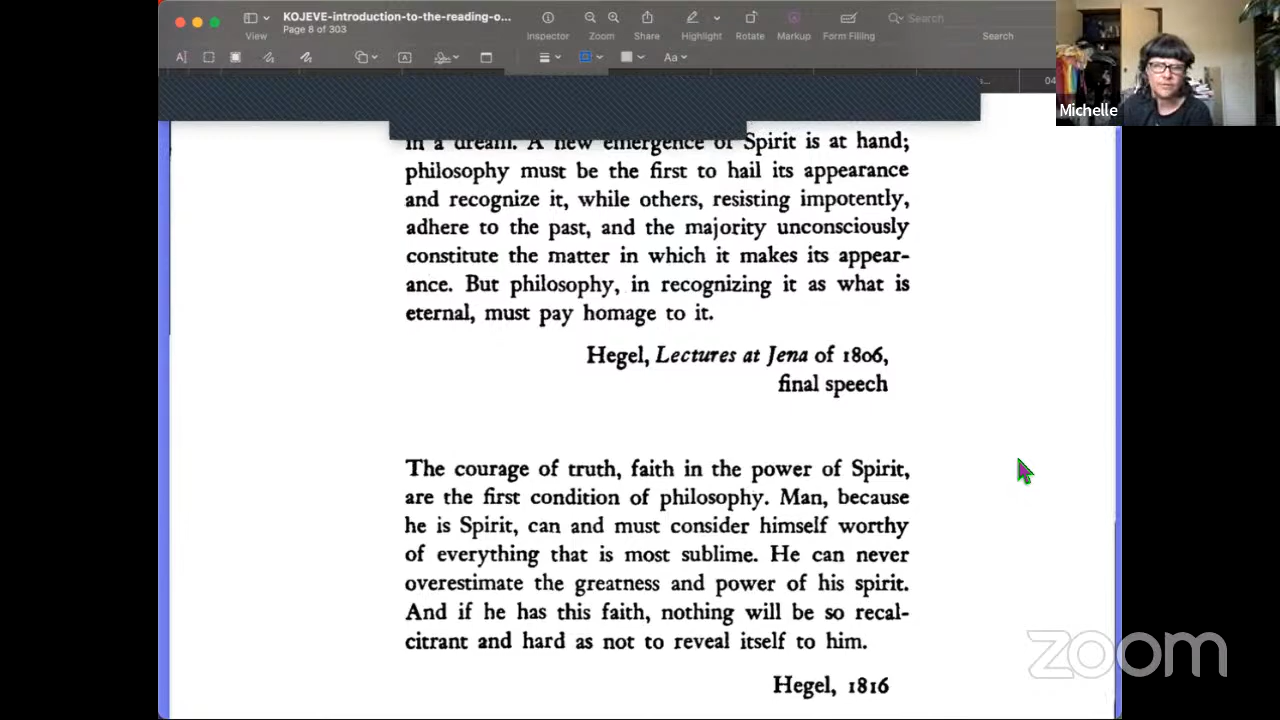 KOJEVE-introduction-to-the-reading-o...
Page 8 of 303
View
Inspector
Zoom
Share
Highlight
Rotate
Markup
Form Filling
Search
Search
Aa
04
Michelle
in a dream. A new emergence of Spirit is at hand;
philosophy must be the first to hail its appearance
and recognize it, while others, resisting impotently,
adhere to the past, and the majority unconsciously
constitute the matter in which it makes its appear-
ance. But philosophy, in recognizing it as what is
eternal, must pay homage to it.
Hegel, Lectures at Jena of 1806,
final speech
The courage of truth, faith in the power of Spirit,
are the first condition of philosophy. Man, because
he is Spirit, can and must consider himself worthy
of everything that is most sublime. He can never
overestimate the greatness and power of his spirit.
And if he has this faith, nothing will be so recal-
citrant and hard as not to reveal itself to him.
Hegel, 1816
zoom